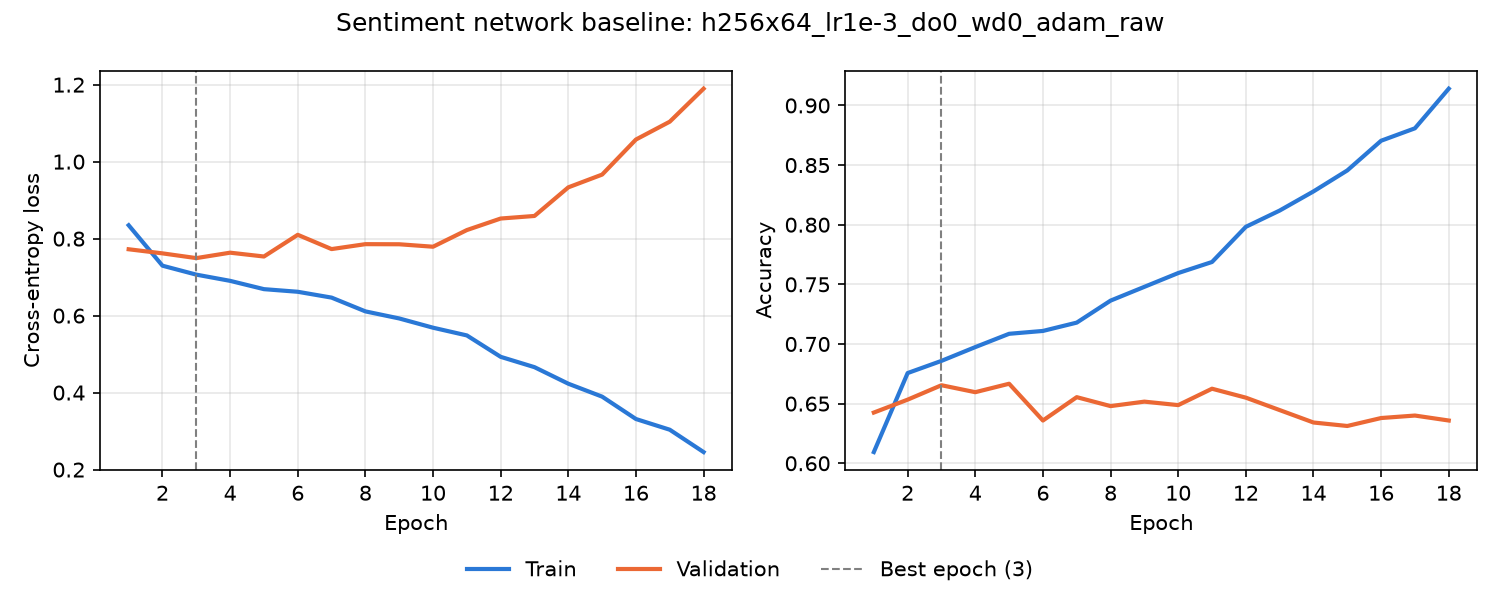 Sentiment network baseline: h256x64_lr1e-3_do0_wd0_adam_raw
Cross-entropy loss
1.2
1.0
0.8
0.6
0.4
0.2
2 4 6 8 10 12 14 16 18
Epoch
Accuracy
0.90
0.85
0.80
0.75
0.70
0.65
0.60
2 4 6 8 10 12 14 16 18
Epoch
Train Validation Best epoch (3)